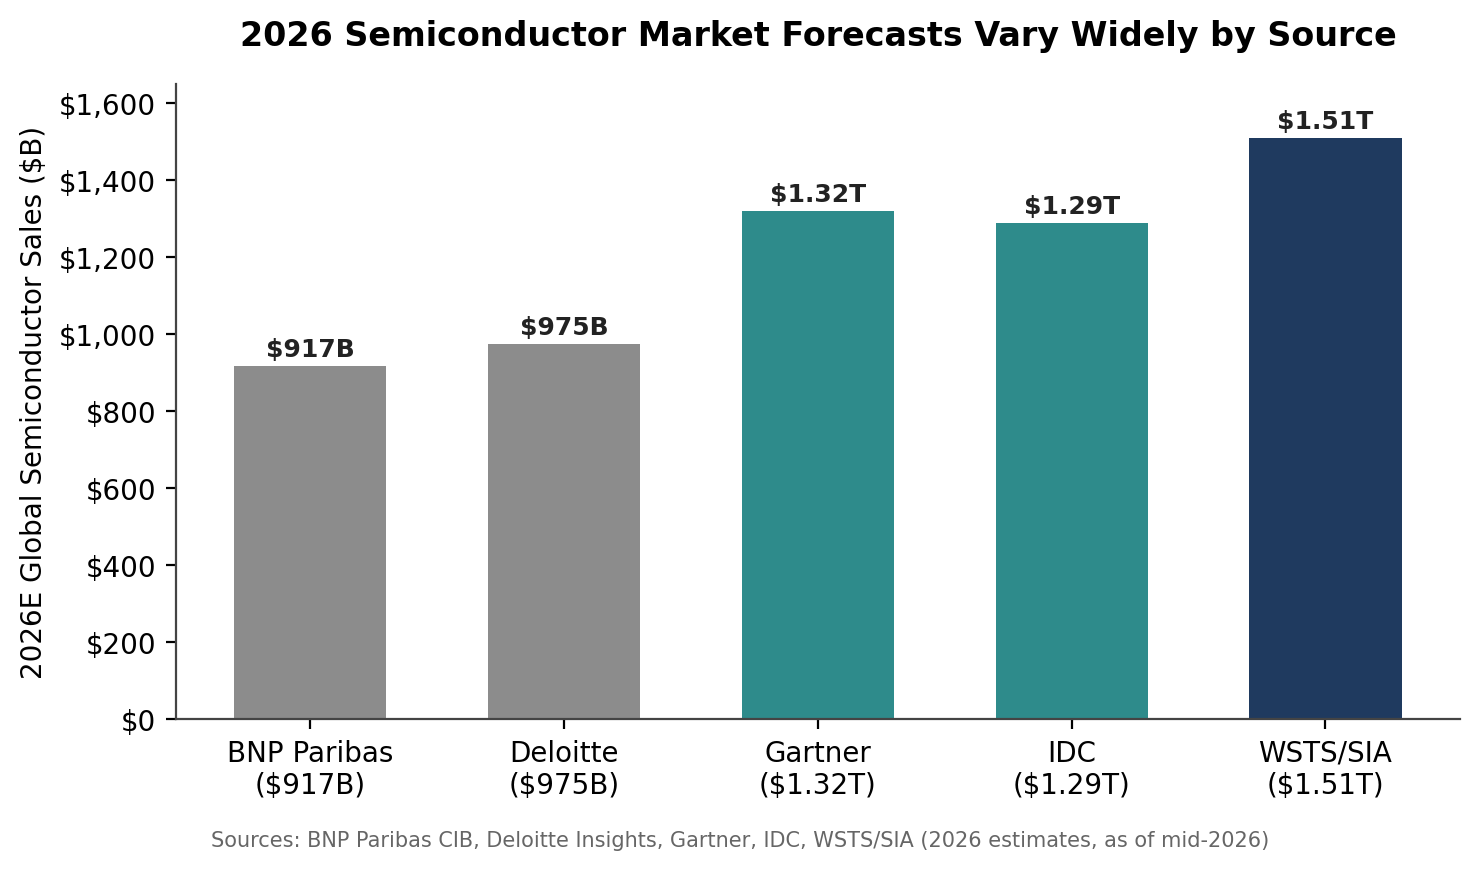 2026 Semiconductor Market Forecasts Vary Widely by Source
2026E Global Semiconductor Sales ($B)
$1,600
$1,400
$1,200
$1,000
$800
$600
$400
$200
$0
$917B
$975B
$1.32T
$1.29T
$1.51T
BNP Paribas
($917B)
Deloitte
($975B)
Gartner
($1.32T)
IDC
($1.29T)
WSTS/SIA
($1.51T)
Sources: BNP Paribas CIB, Deloitte Insights, Gartner, IDC, WSTS/SIA (2026 estimates, as of mid-2026)